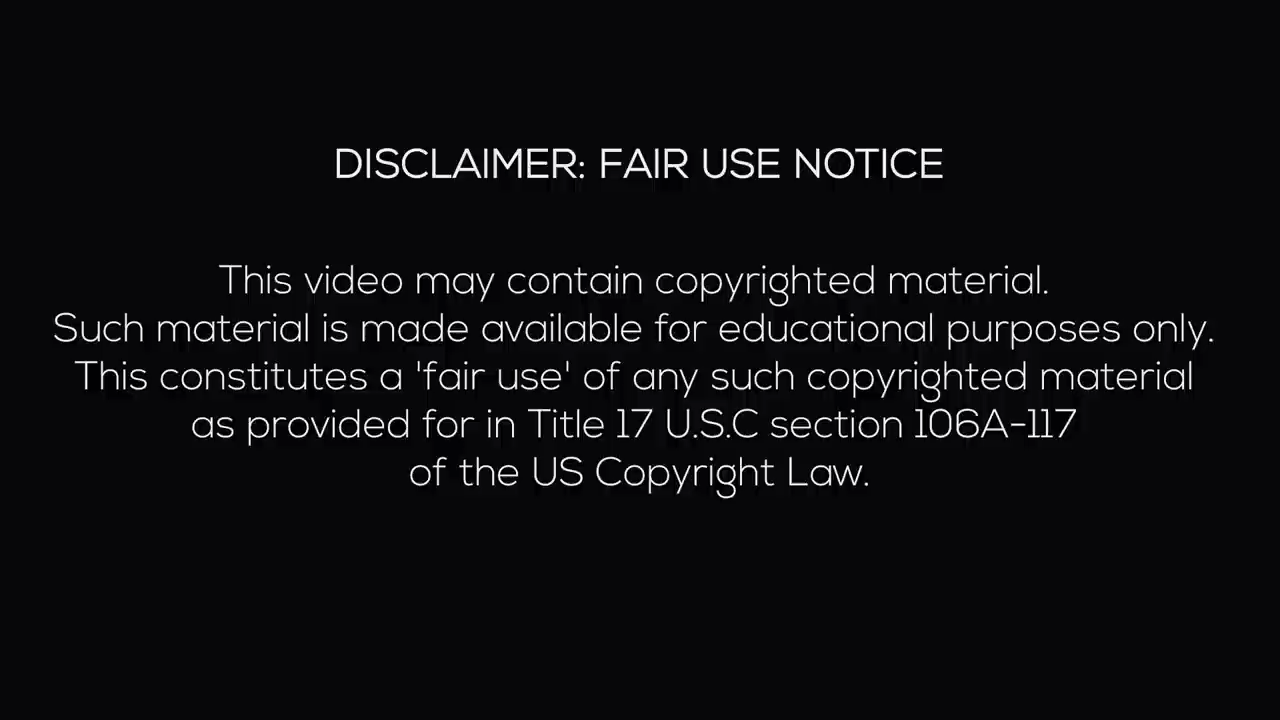 DISCLAIMER: FAIR USE NOTICE
This video may contain copyrighted material.
Such material is made available for educational purposes only.
This constitutes a 'fair use' of any such copyrighted material
as provided for in Title 17 U.S.C section 106A-117
of the US Copyright Law.